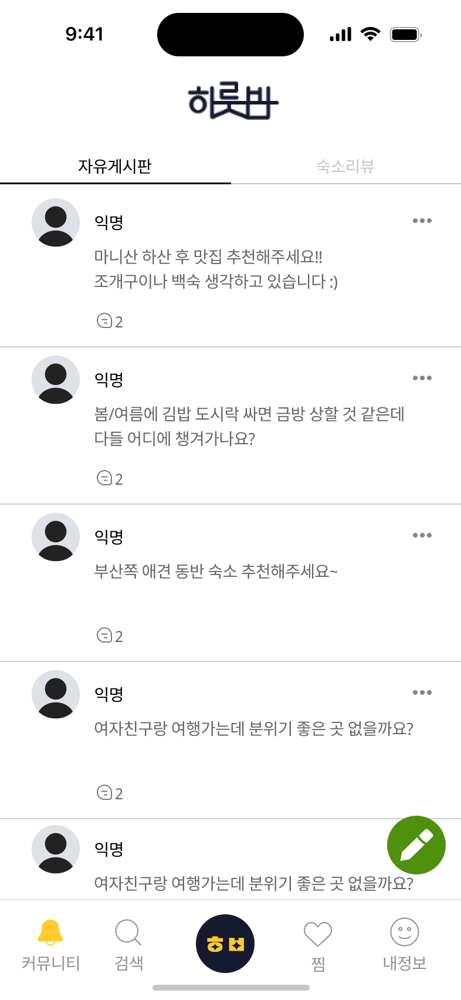 9:41
하룻밤
자유게시판
숙소리뷰
익명
마니산 하산 후 맛집 추천해주세요!!
조개구이나 백숙 생각하고 있습니다 :)
2
익명
봄/여름에 김밥 도시락 싸면 금방 상할 것 같은데
다들 어디에 챙겨가나요?
2
익명
부산쪽 애견 동반 숙소 추천해주세요~
2
익명
여자친구랑 여행가는데 분위기 좋은 곳 없을까요?
2
익명
여자친구랑 여행가는데 분위기 좋은 곳 없을까요?
커뮤니티
검색
찜
내정보